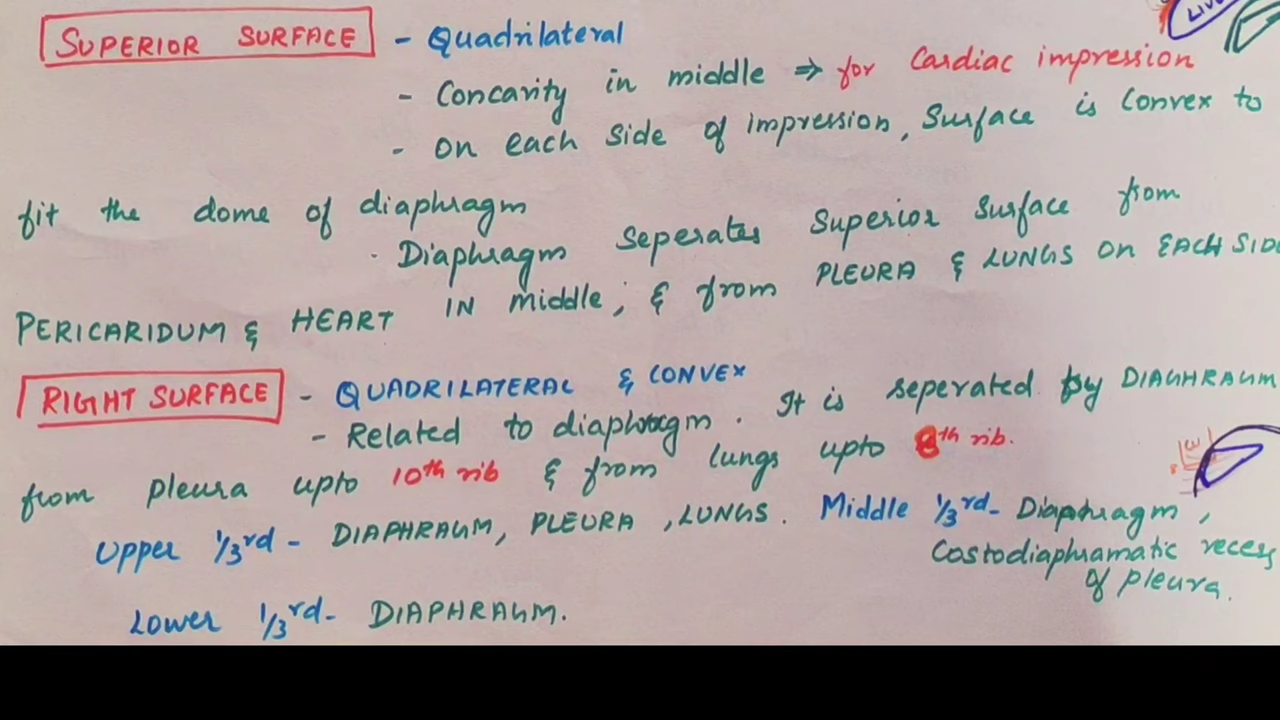 LIVE
SUPERIOR SURFACE - Quadrilateral
- Concavity in middle ⇒ for Cardiac impression
- on each side of impression, Surface is Convex to
fit the dome of diaphragm
. Diaphragm seperates Superior Surface from
PERICARIDUM & HEART IN middle, & from PLEURA & LUNGS ON EACH SIDE
RIGHT SURFACE - QUADRILATERAL & CONVEX
- Related to diaphragm. It is seperated by DIAGHRAGM
from pleura upto 10th rib & from lungs upto 8th rib.
Upper 1/3rd - DIAPHRAGM, PLEURA, LUNGS. Middle 1/3rd - Diaphragm,
Costodiaphramatic recess
of pleura.
Lower 1/3rd - DIAPHRAGM.